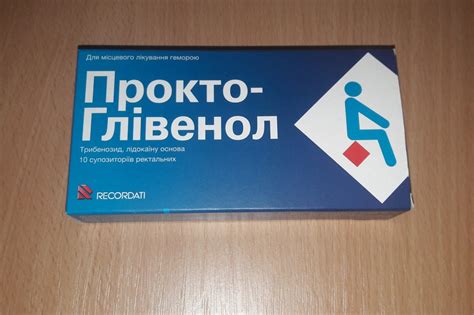 Для місцевого лікування геморою
Прокто-
Глівенол
Трибенозид, лідокаїну основа
10 супозиторіїв ректальних
RECORDATI